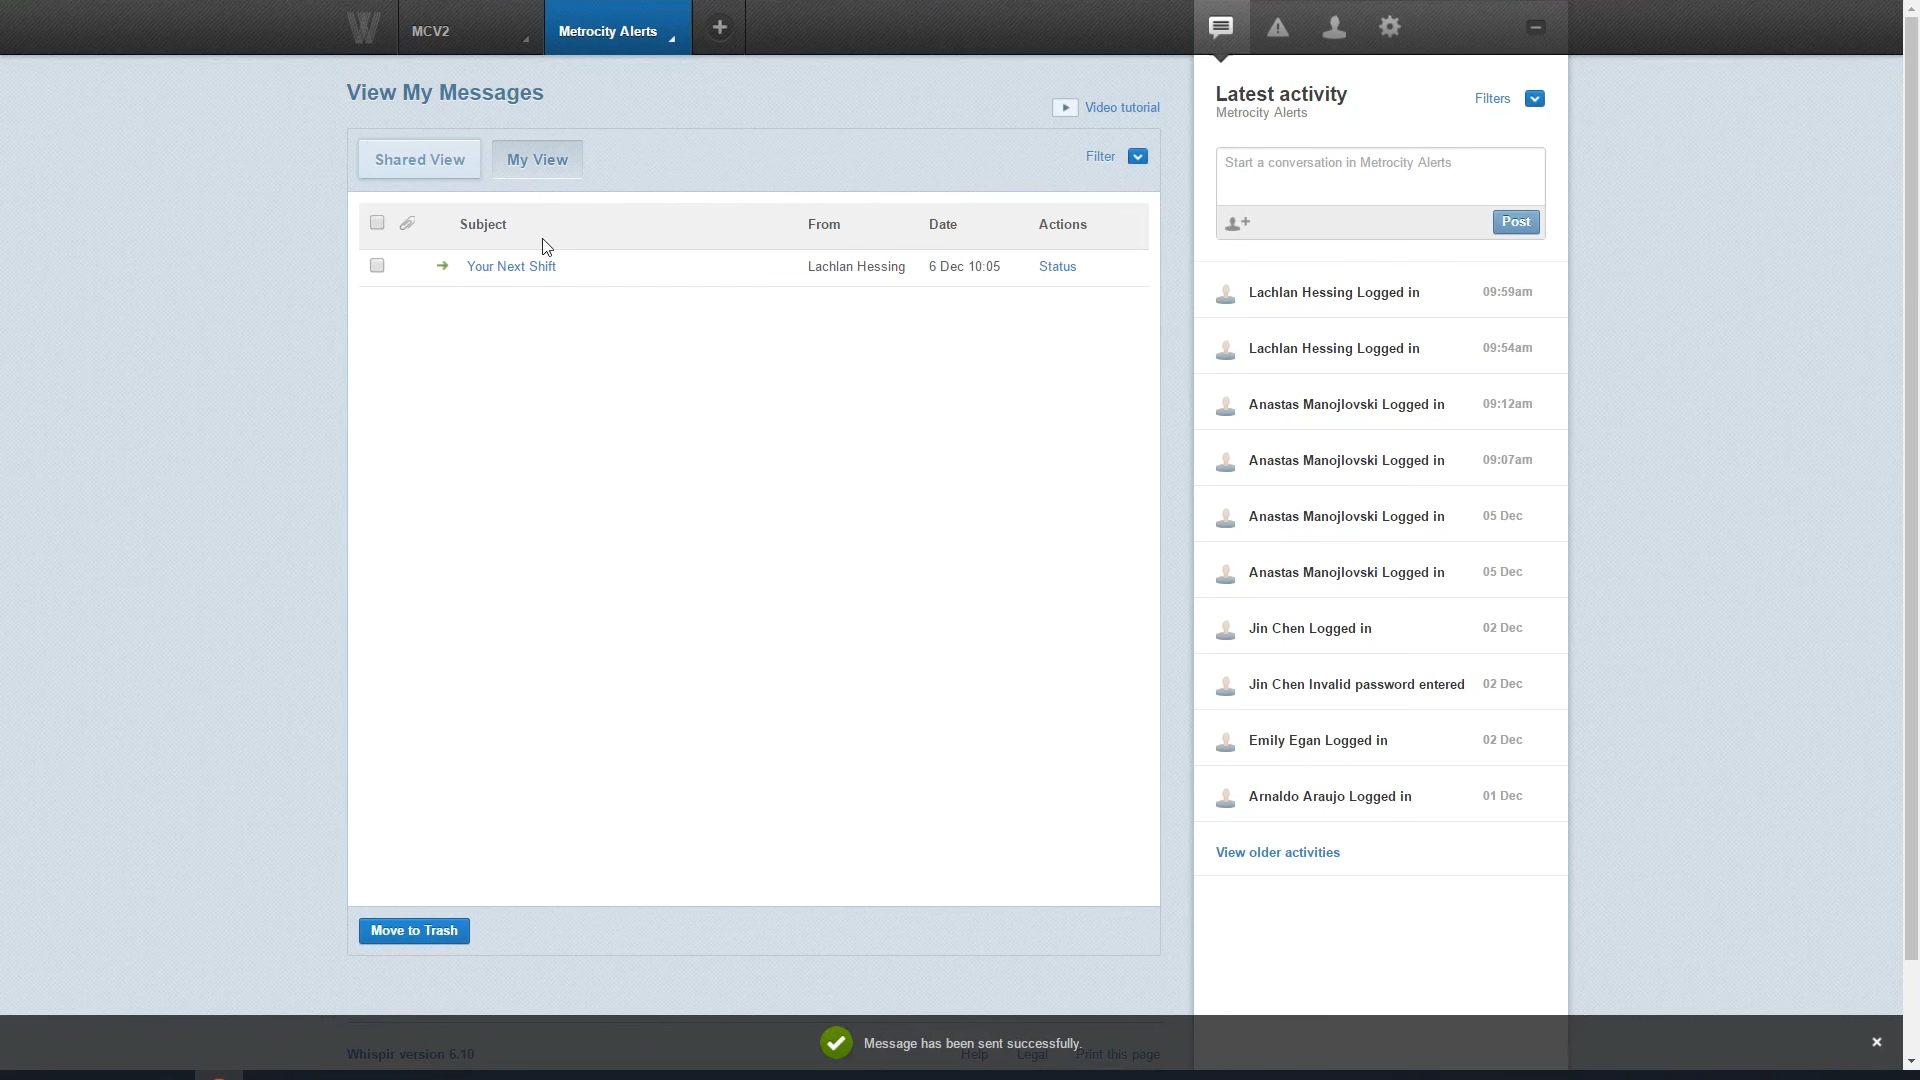 W
MCV2
Metrocity Alerts
View My Messages
Video tutorial
Shared View
My View
Filter
Subject
From
Date
Actions
Your Next Shift
Lachlan Hessing
6 Dec 10:05
Status
Move to Trash
Latest activity
Filters
Metrocity Alerts
Start a conversation in Metrocity Alerts
Post
Lachlan Hessing Logged in 09:59am
Lachlan Hessing Logged in 09:54am
Anastas Manojlovski Logged in 09:12am
Anastas Manojlovski Logged in 09:07am
Anastas Manojlovski Logged in 05 Dec
Anastas Manojlovski Logged in 05 Dec
Jin Chen Logged in 02 Dec
Jin Chen Invalid password entered 02 Dec
Emily Egan Logged in 02 Dec
Arnaldo Araujo Logged in 01 Dec
View older activities
Message has been sent successfully.
Whispir version 6.10
Help
Legal
Print this page